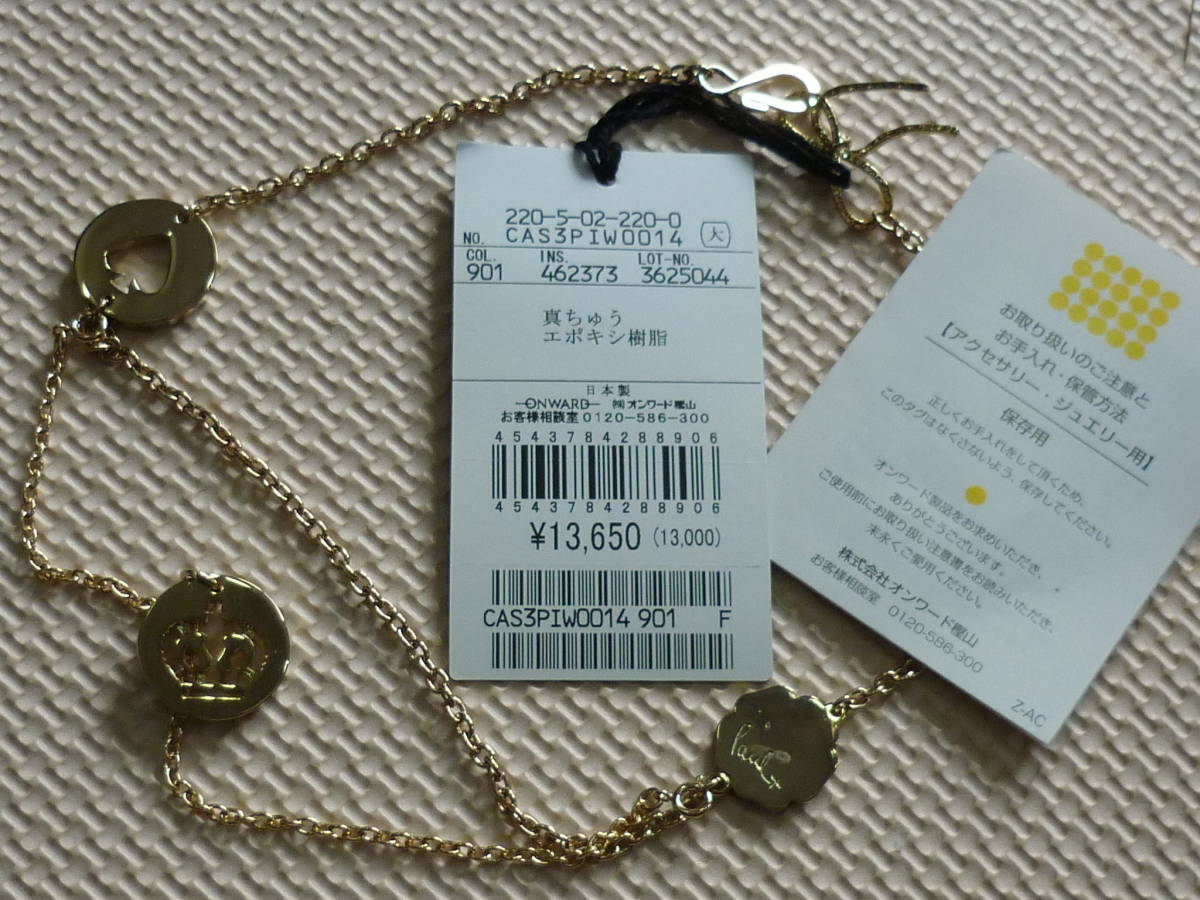 220-5-02-220-0
NO. CAS3PIW0014 大
COL. INS. LOT-NO.
901 462373 3625044
真ちゅう
エポキシ樹脂
日本製
ONWARD ㈱オンワード樫山
お客様相談室 0120-586-300
4543784288906
4543784288906
¥13,650 (13,000)
CAS3PIW0014 901 F
お取り扱いのご注意と
お手入れ・保管方法
【アクセサリー・ジュエリー用】
保存用
正しくお手入れをして頂くため、
このタグはなくさないよう、保存してください。
オンワード製品をお求めいただき、
ありがとうございます。
ご使用前にお取り扱い注意書をお読みいただき、
末永くご愛用ください。
株式会社オンワード樫山
お客様相談室 0120-586-300
Z-AC
Paul